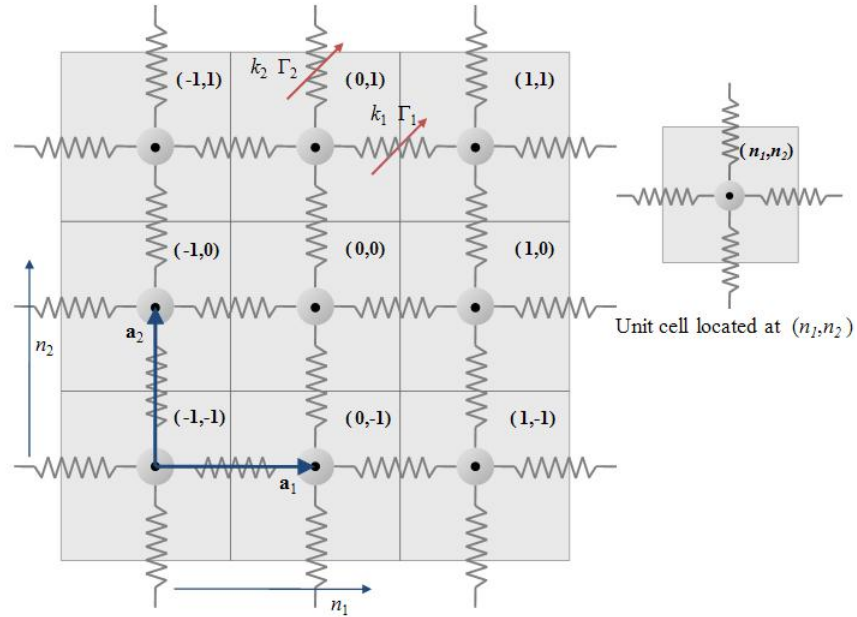 k₂ Γ₂
(-1,1) (0,1) (1,1)
k₁ Γ₁
(n₁,n₂)
(-1,0) (0,0) (1,0)
a₂
n₂
Unit cell located at (n₁,n₂)
(-1,-1) (0,-1) (1,-1)
a₁
n₁